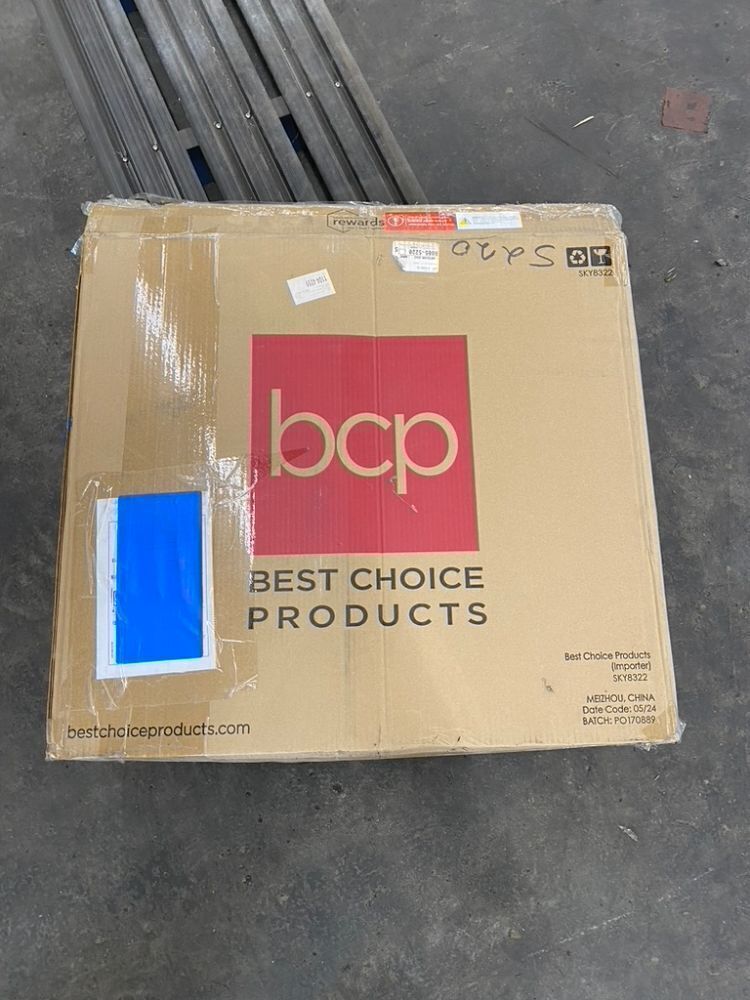 rewards
5220
SKY8322
bcp
BEST CHOICE
PRODUCTS
Best Choice Products
(Importer)
SKY8322
MEIZHOU, CHINA
Date Code: 05/24
BATCH: PO170889
bestchoiceproducts.com